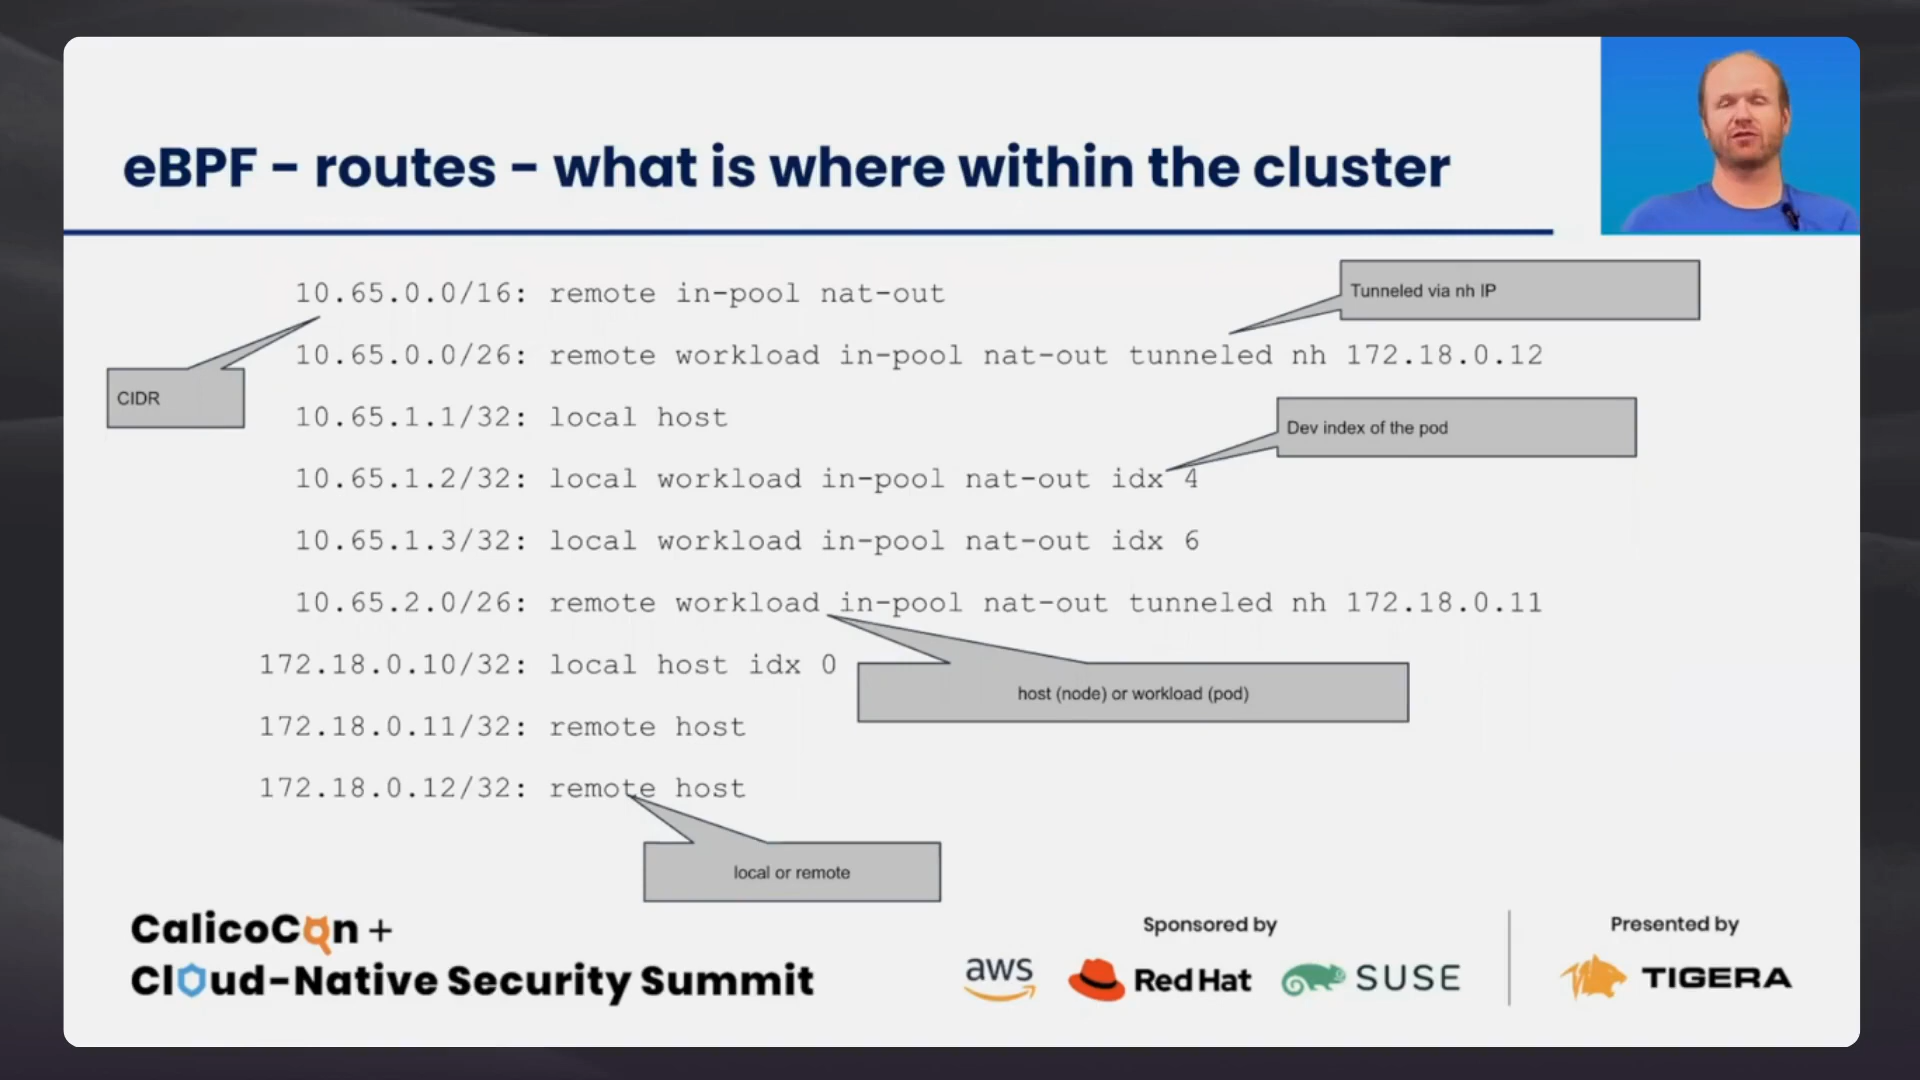 eBPF - routes - what is where within the cluster
10.65.0.0/16: remote in-pool nat-out
Tunneled via nh IP
10.65.0.0/26: remote workload in-pool nat-out tunneled nh 172.18.0.12
CIDR
10.65.1.1/32: local host
Dev index of the pod
10.65.1.2/32: local workload in-pool nat-out idx 4
10.65.1.3/32: local workload in-pool nat-out idx 6
10.65.2.0/26: remote workload in-pool nat-out tunneled nh 172.18.0.11
172.18.0.10/32: local host idx 0
host (node) or workload (pod)
172.18.0.11/32: remote host
172.18.0.12/32: remote host
local or remote
CalicoCon +
Cloud-Native Security Summit
Sponsored by
aws
Red Hat
SUSE
Presented by
TIGERA